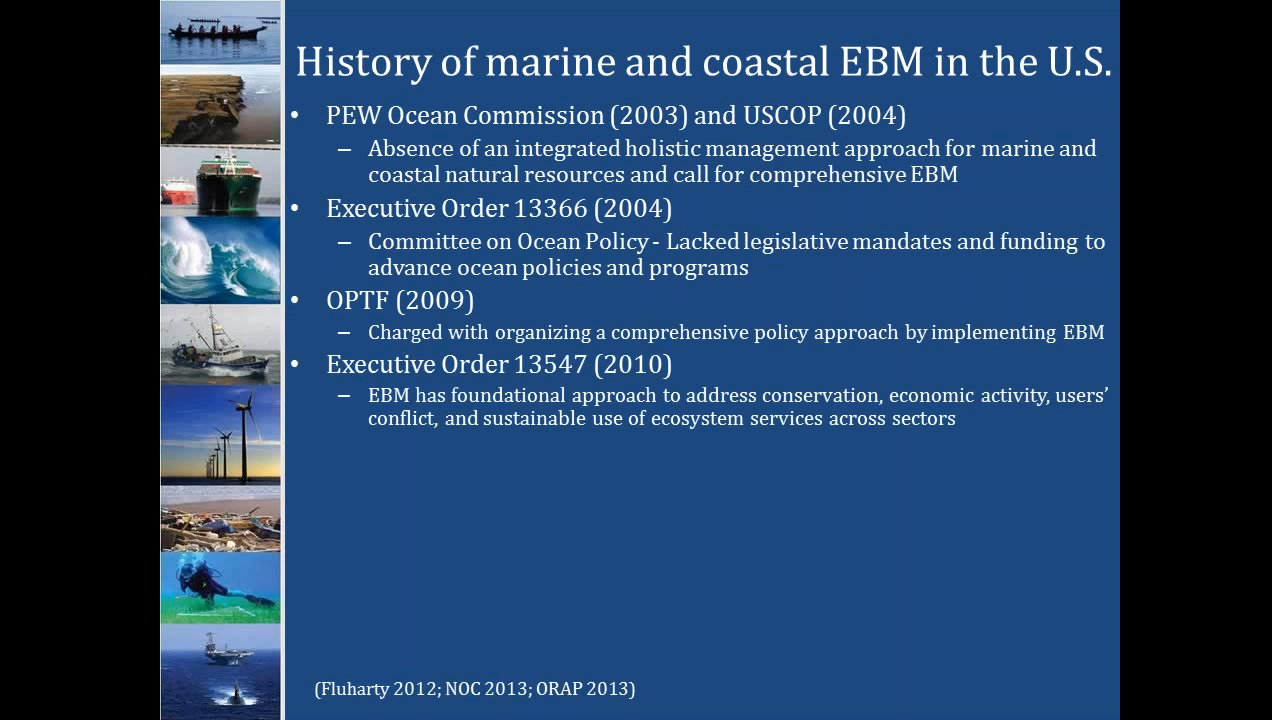 History of marine and coastal EBM in the U.S.
• PEW Ocean Commission (2003) and USCOP (2004)
– Absence of an integrated holistic management approach for marine and
coastal natural resources and call for comprehensive EBM
• Executive Order 13366 (2004)
– Committee on Ocean Policy - Lacked legislative mandates and funding to
advance ocean policies and programs
• OPTF (2009)
– Charged with organizing a comprehensive policy approach by implementing EBM
• Executive Order 13547 (2010)
– EBM has foundational approach to address conservation, economic activity, users’
conflict, and sustainable use of ecosystem services across sectors
(Fluharty 2012; NOC 2013; ORAP 2013)